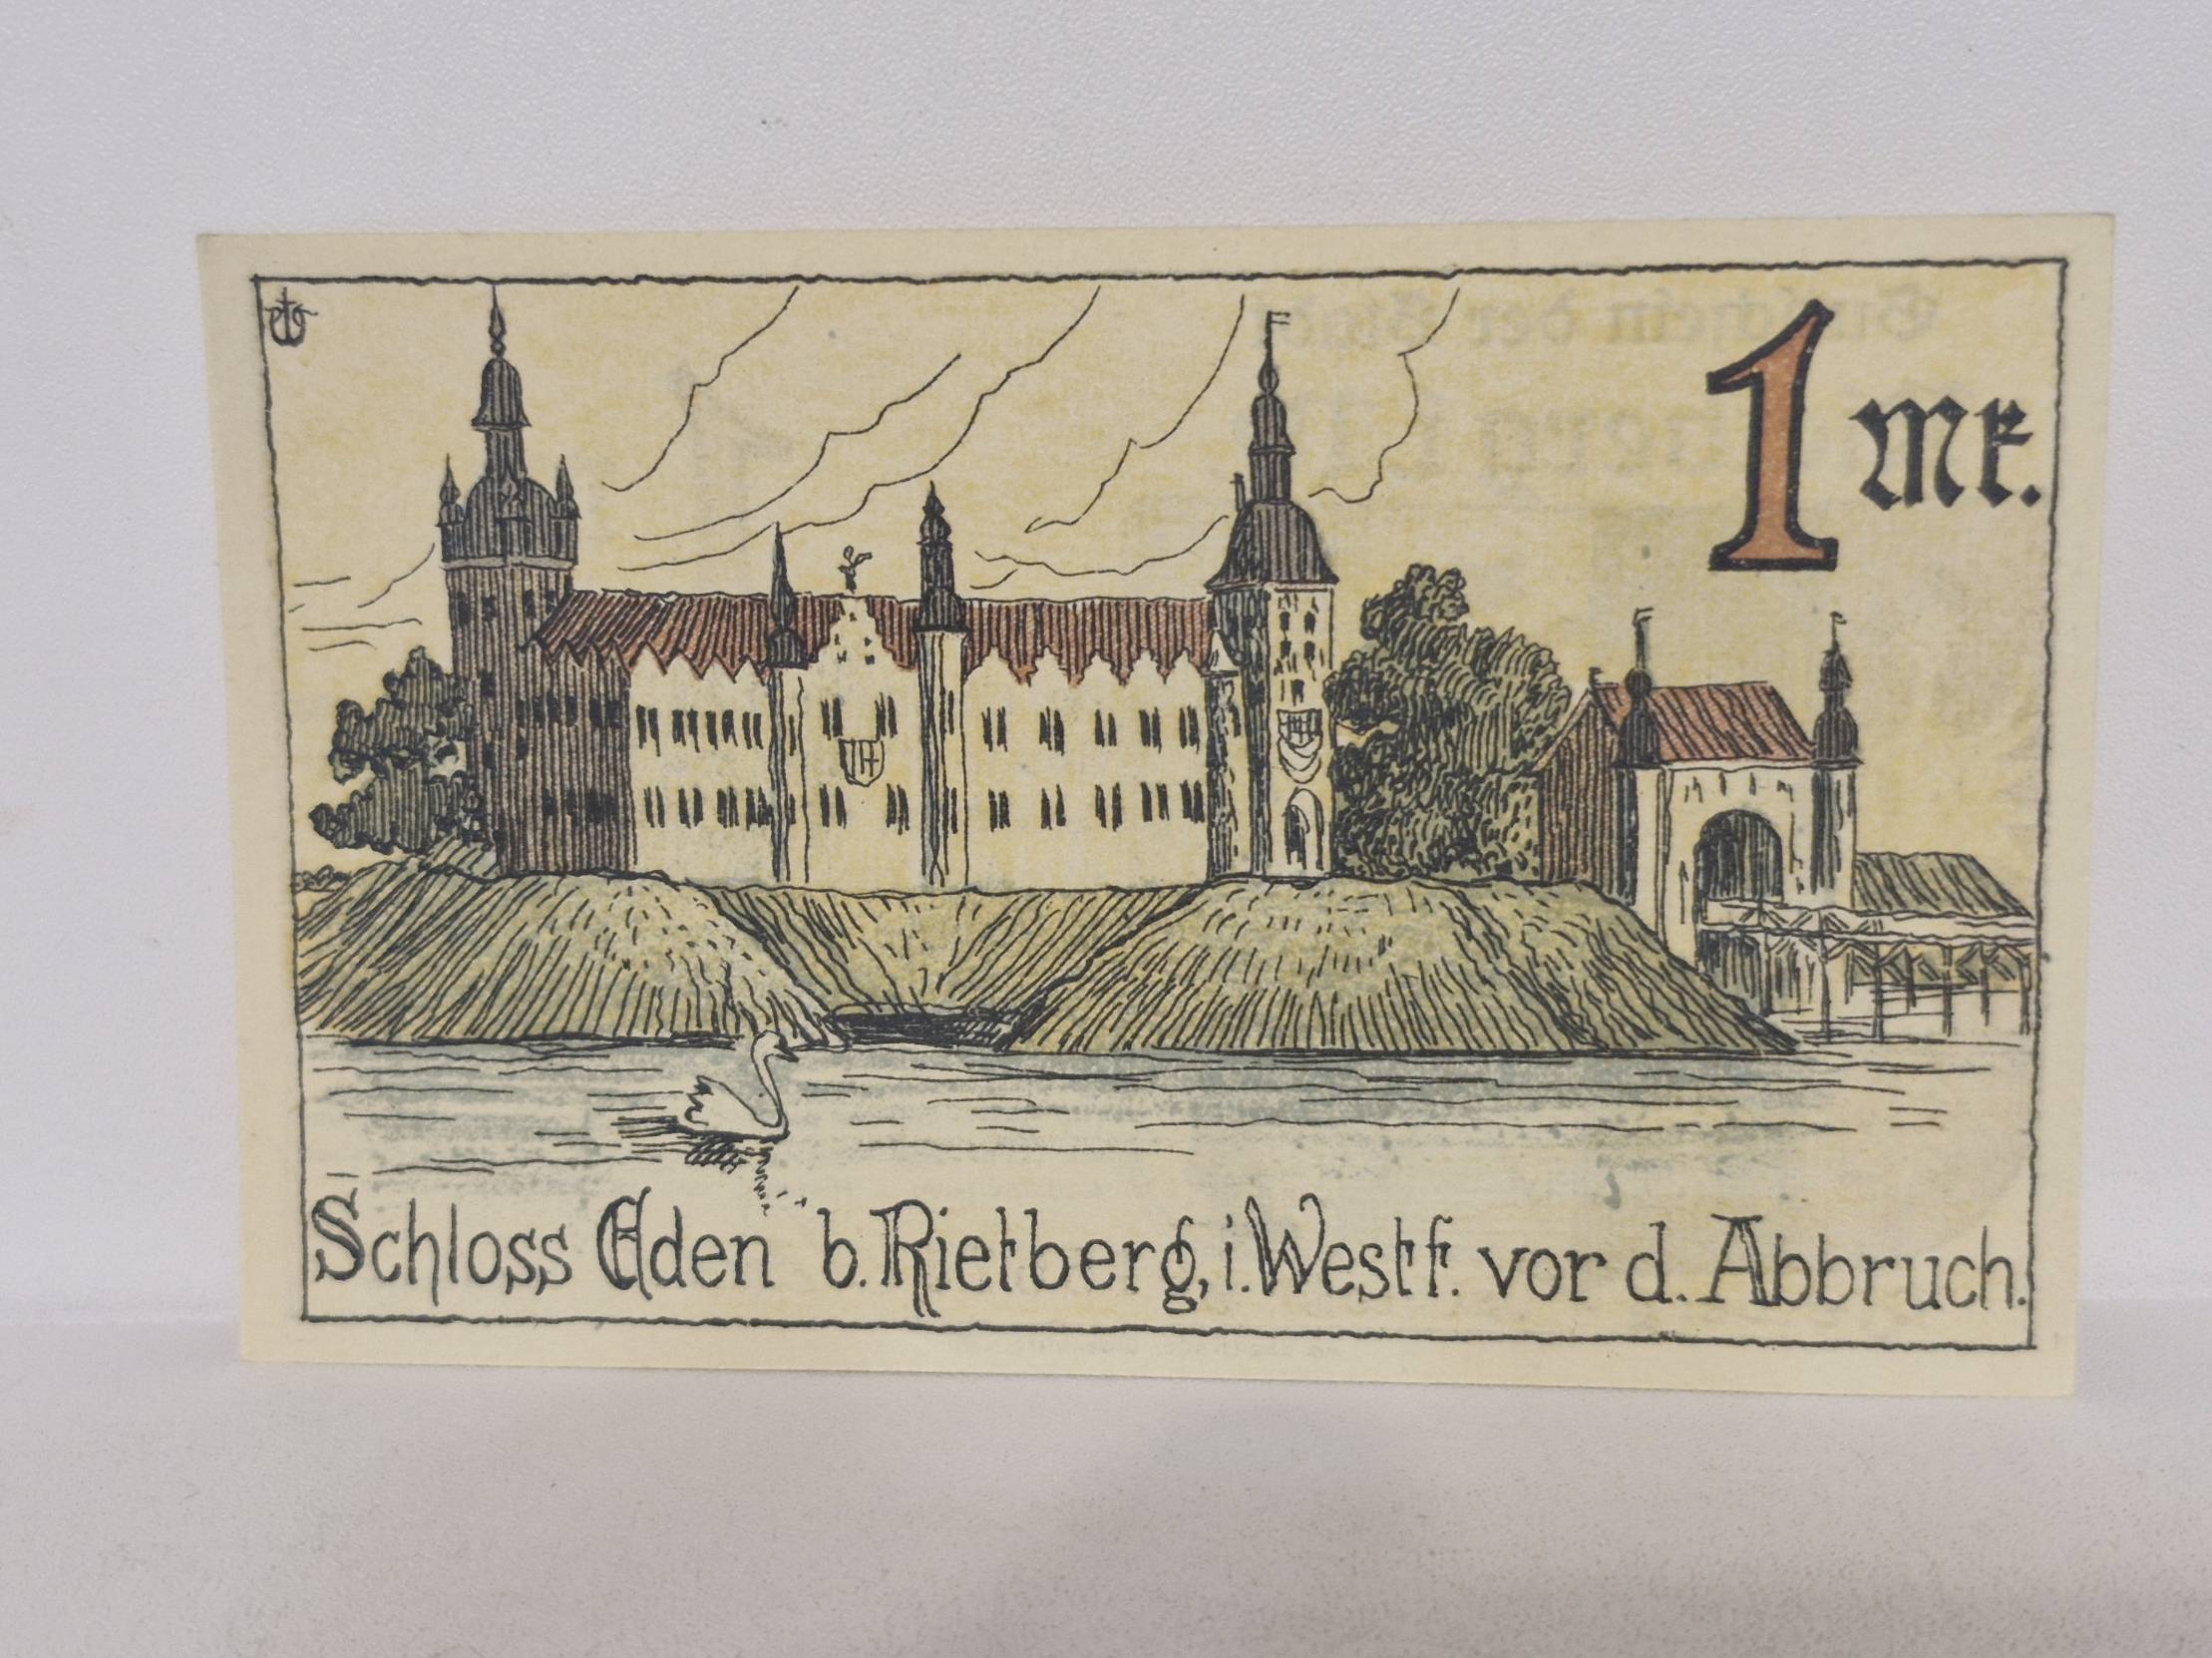 1 Mk.
Schloss Eden b. Rietberg, i. Westf. vor d. Abbruch.